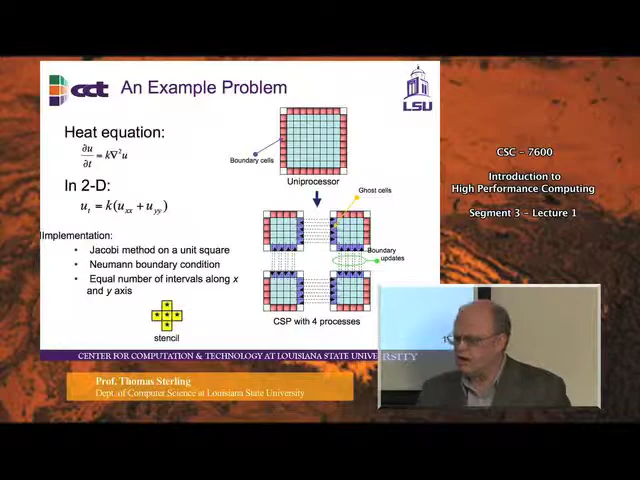 cct
An Example Problem
LSU
Heat equation:
∂u/∂t = k∇²u
In 2-D:
u_t = k(u_xx + u_yy)
Implementation:
• Jacobi method on a unit square
• Neumann boundary condition
• Equal number of intervals along x
and y axis
stencil
Boundary cells
Uniprocessor
Ghost cells
Boundary
updates
CSP with 4 processes
CENTER FOR COMPUTATION & TECHNOLOGY AT LOUISIANA STATE UNIVERSITY
CSC - 7600
Introduction to
High Performance Computing
Segment 3 - Lecture 1
Prof. Thomas Sterling
Dept. of Computer Science at Louisiana State University